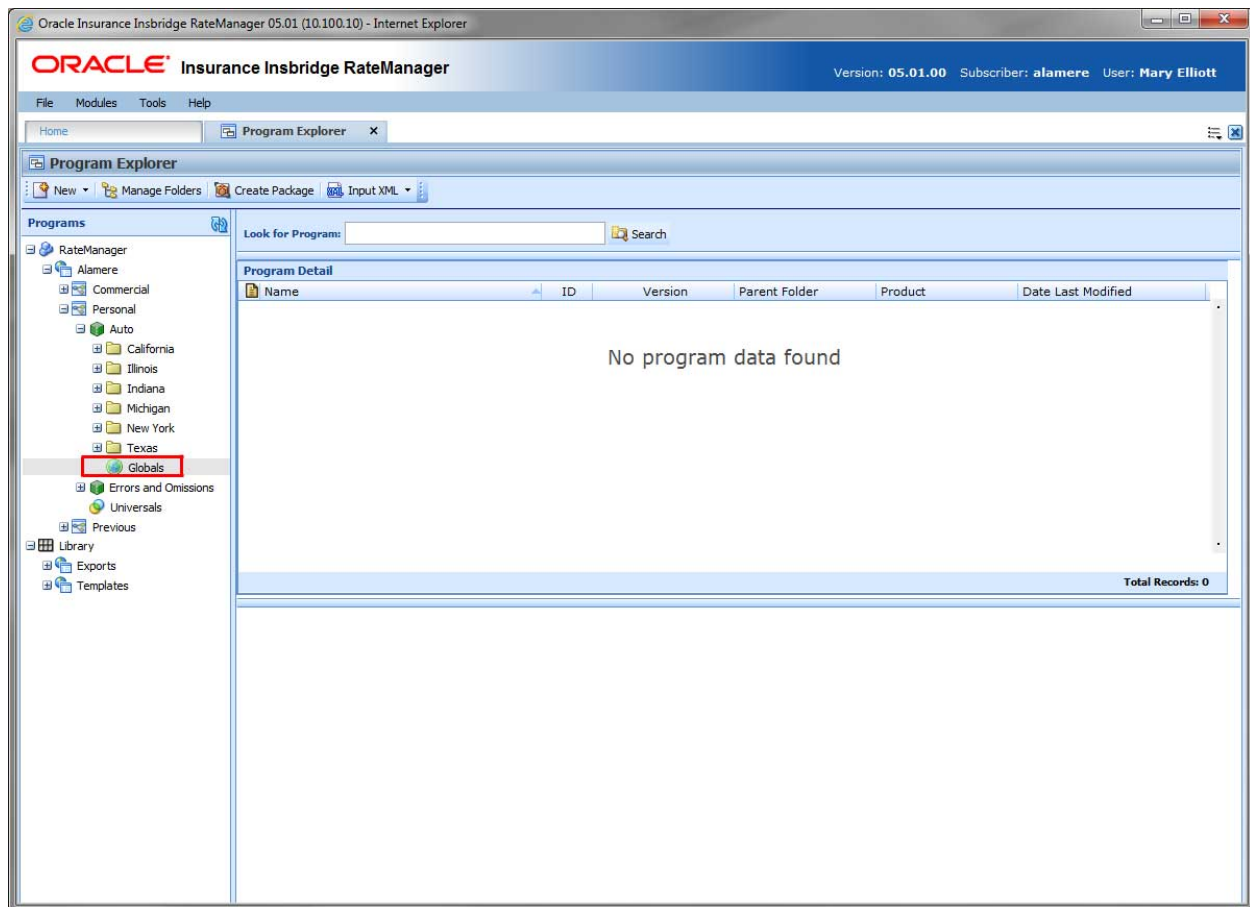 Oracle Insurance Insbridge RateManager 05.01 (10.100.10) - Internet Explorer
ORACLE Insurance Insbridge RateManager
Version: 05.01.00 Subscriber: alamere User: Mary Elliott
File Modules Tools Help
Home Program Explorer
Program Explorer
New Manage Folders Create Package Input XML
Programs
Look for Program: Search
RateManager
Alamere
Commercial
Personal
Auto
California
Illinois
Indiana
Michigan
New York
Texas
Globals
Errors and Omissions
Universals
Previous
Library
Exports
Templates
Program Detail
Name ID Version Parent Folder Product Date Last Modified
No program data found
Total Records: 0